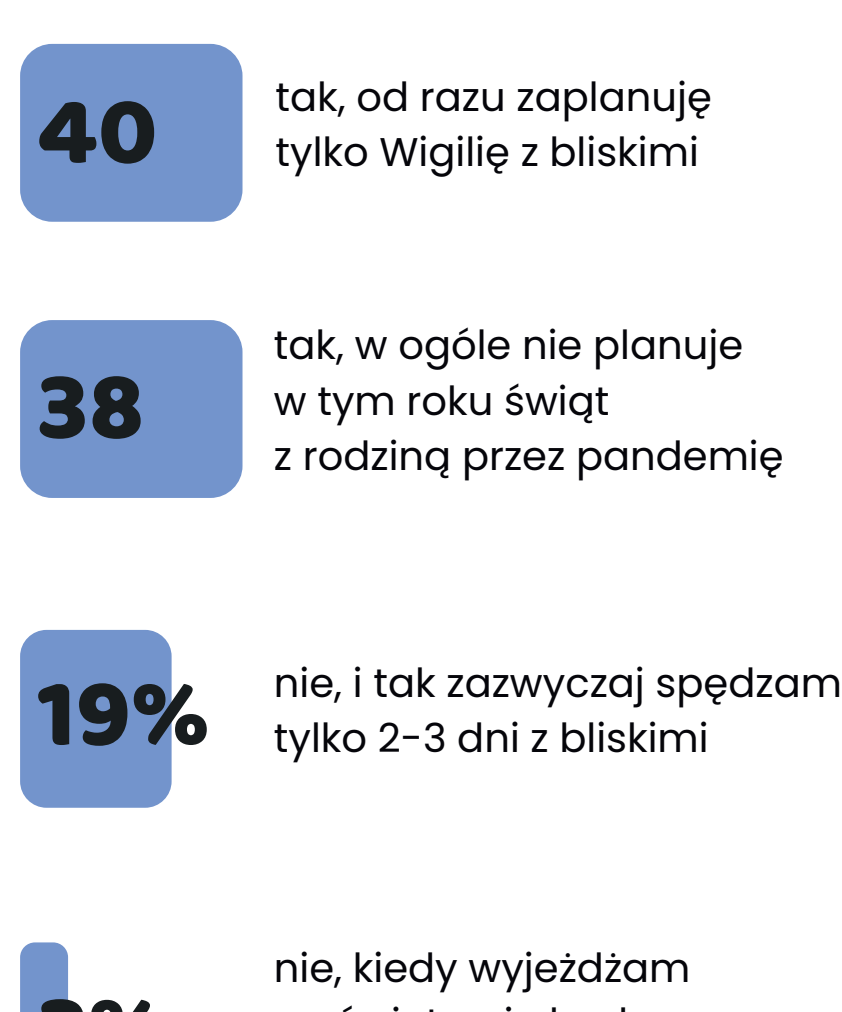 40
tak, od razu zaplanuję
tylko Wigilię z bliskimi
38
tak, w ogóle nie planuje
w tym roku świąt
z rodziną przez pandemię
19%
nie, i tak zazwyczaj spędzam
tylko 2-3 dni z bliskimi
nie, kiedy wyjeżdżam